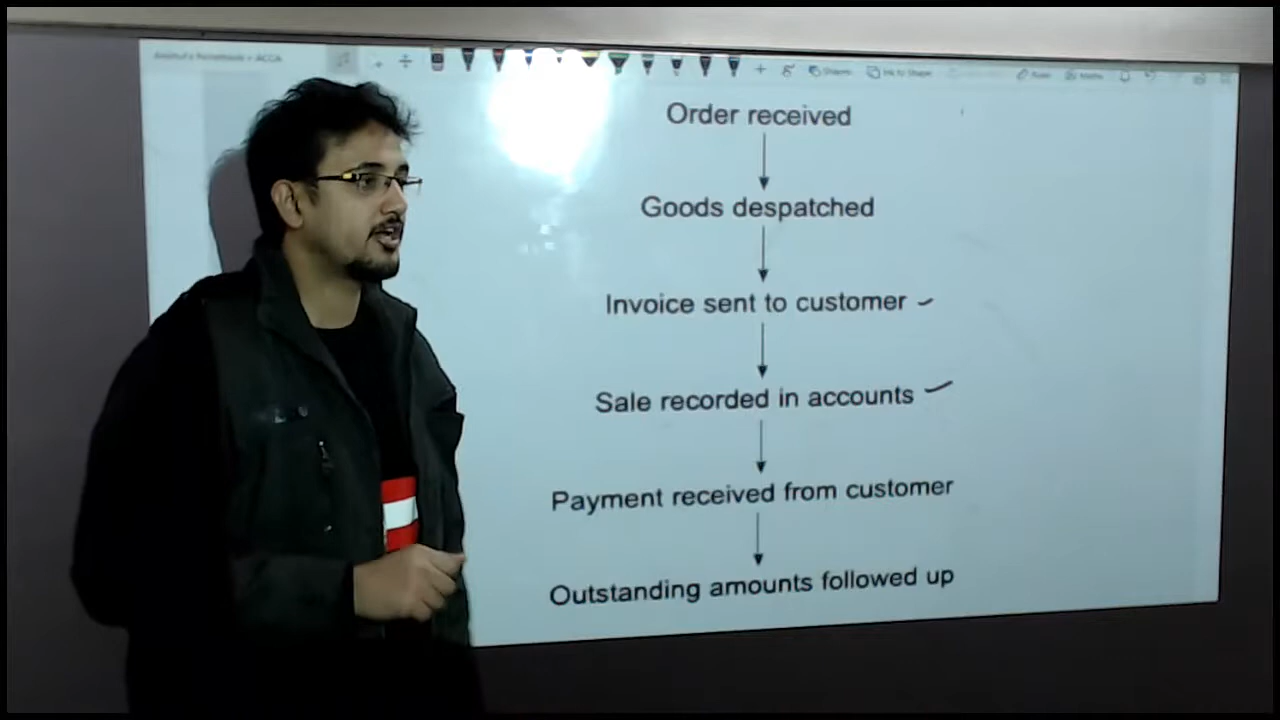 ACCA
Order received
Goods despatched
Invoice sent to customer
Sale recorded in accounts
Payment received from customer
Outstanding amounts followed up